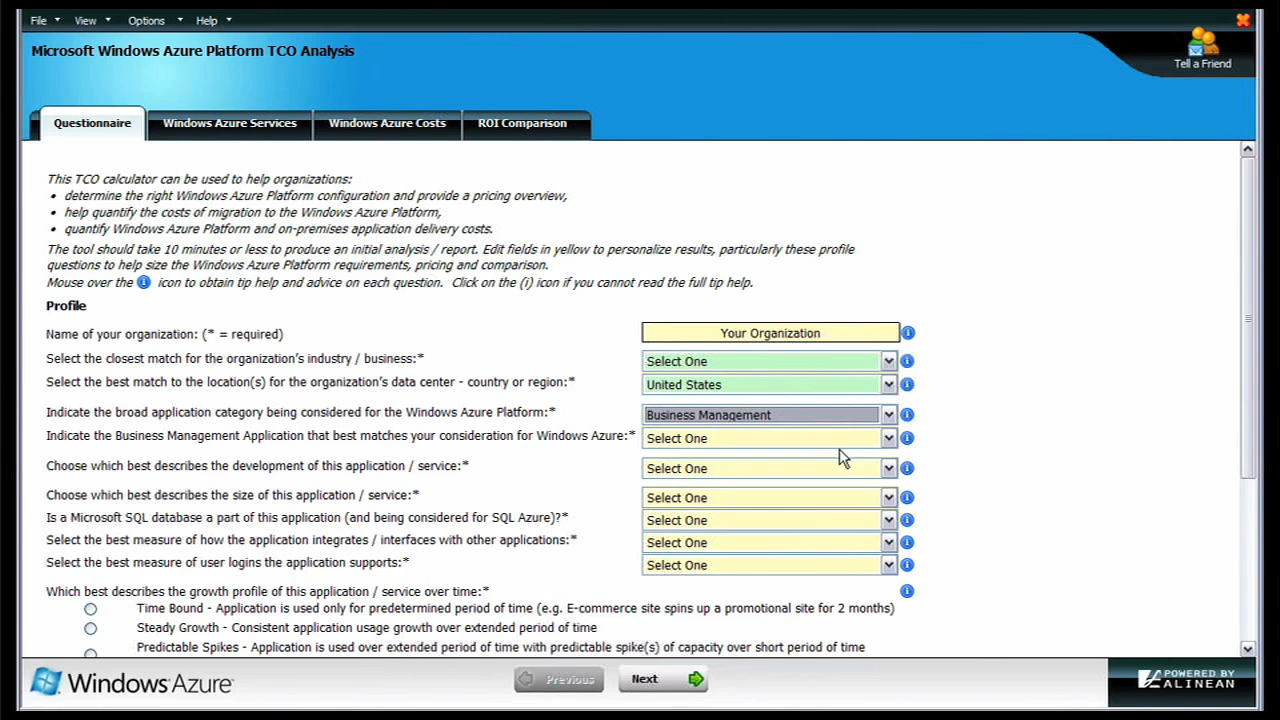 File View Options Help
Microsoft Windows Azure Platform TCO Analysis
Tell a Friend
Questionnaire Windows Azure Services Windows Azure Costs ROI Comparison
This TCO calculator can be used to help organizations:
• determine the right Windows Azure Platform configuration and provide a pricing overview,
• help quantify the costs of migration to the Windows Azure Platform,
• quantify Windows Azure Platform and on-premises application delivery costs.
The tool should take 10 minutes or less to produce an initial analysis / report. Edit fields in yellow to personalize results, particularly these profile
questions to help size the Windows Azure Platform requirements, pricing and comparison.
Mouse over the i icon to obtain tip help and advice on each question. Click on the (i) icon if you cannot read the full tip help.
Profile
Name of your organization: (* = required) Your Organization
Select the closest match for the organization's industry / business:* Select One
Select the best match to the location(s) for the organization's data center - country or region:* United States
Indicate the broad application category being considered for the Windows Azure Platform:* Business Management
Indicate the Business Management Application that best matches your consideration for Windows Azure:* Select One
Choose which best describes the development of this application / service:* Select One
Choose which best describes the size of this application / service:* Select One
Is a Microsoft SQL database a part of this application (and being considered for SQL Azure)?* Select One
Select the best measure of how the application integrates / interfaces with other applications:* Select One
Select the best measure of user logins the application supports:* Select One
Which best describes the growth profile of this application / service over time:*
Time Bound - Application is used only for predetermined period of time (e.g. E-commerce site spins up a promotional site for 2 months)
Steady Growth - Consistent application usage growth over extended period of time
Predictable Spikes - Application is used over extended period of time with predictable spike(s) of capacity over short period of time
Windows Azure Previous Next POWERED BY
ALINEAN